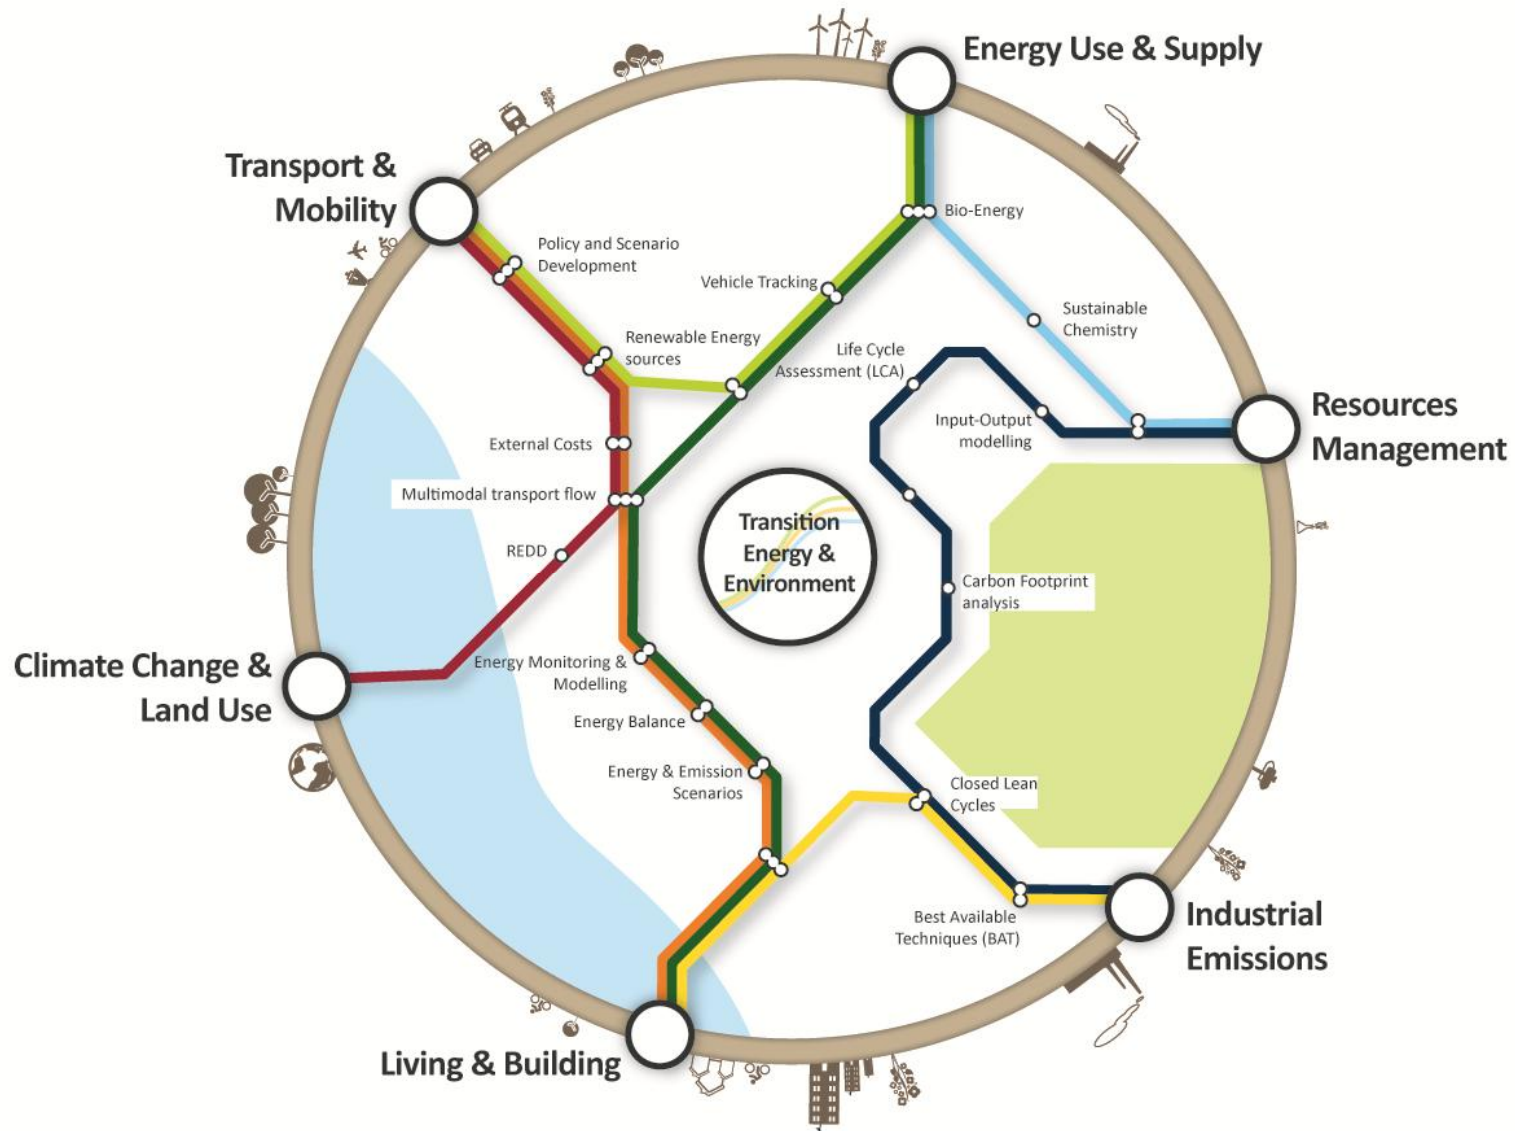 Energy Use & Supply
Transport &
Mobility
Bio-Energy
Policy and Scenario
Development
Vehicle Tracking
Sustainable
Chemistry
Renewable Energy
sources
Life Cycle
Assessment (LCA)
Resources
Management
Input-Output
modelling
External Costs
Multimodal transport flow
Transition
Energy &
Environment
REDD
Carbon Footprint
analysis
Climate Change &
Land Use
Energy Monitoring &
Modelling
Energy Balance
Energy & Emission
Scenarios
Closed Lean
Cycles
Best Available
Techniques (BAT)
Industrial
Emissions
Living & Building